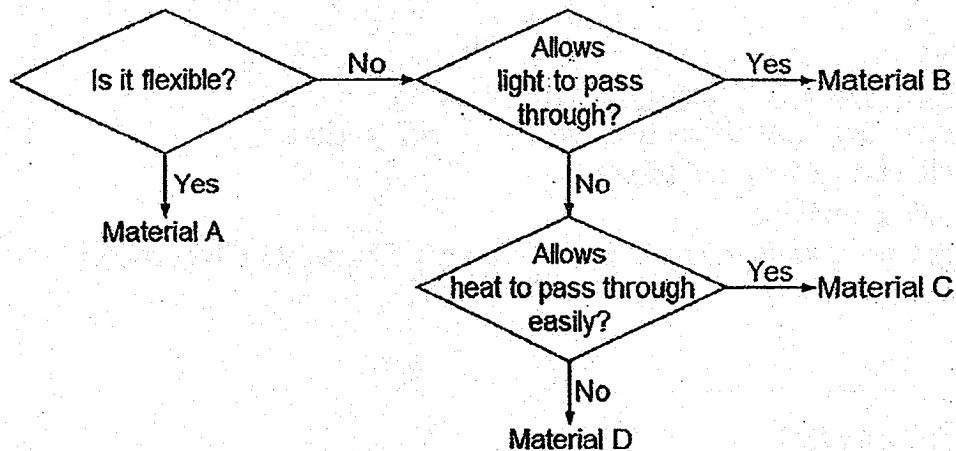 Is it flexible?
No
Allows
light to pass
through?
Yes
Material B
Yes
Material A
No
Allows
heat to pass through
easily?
Yes
Material C
No
Material D